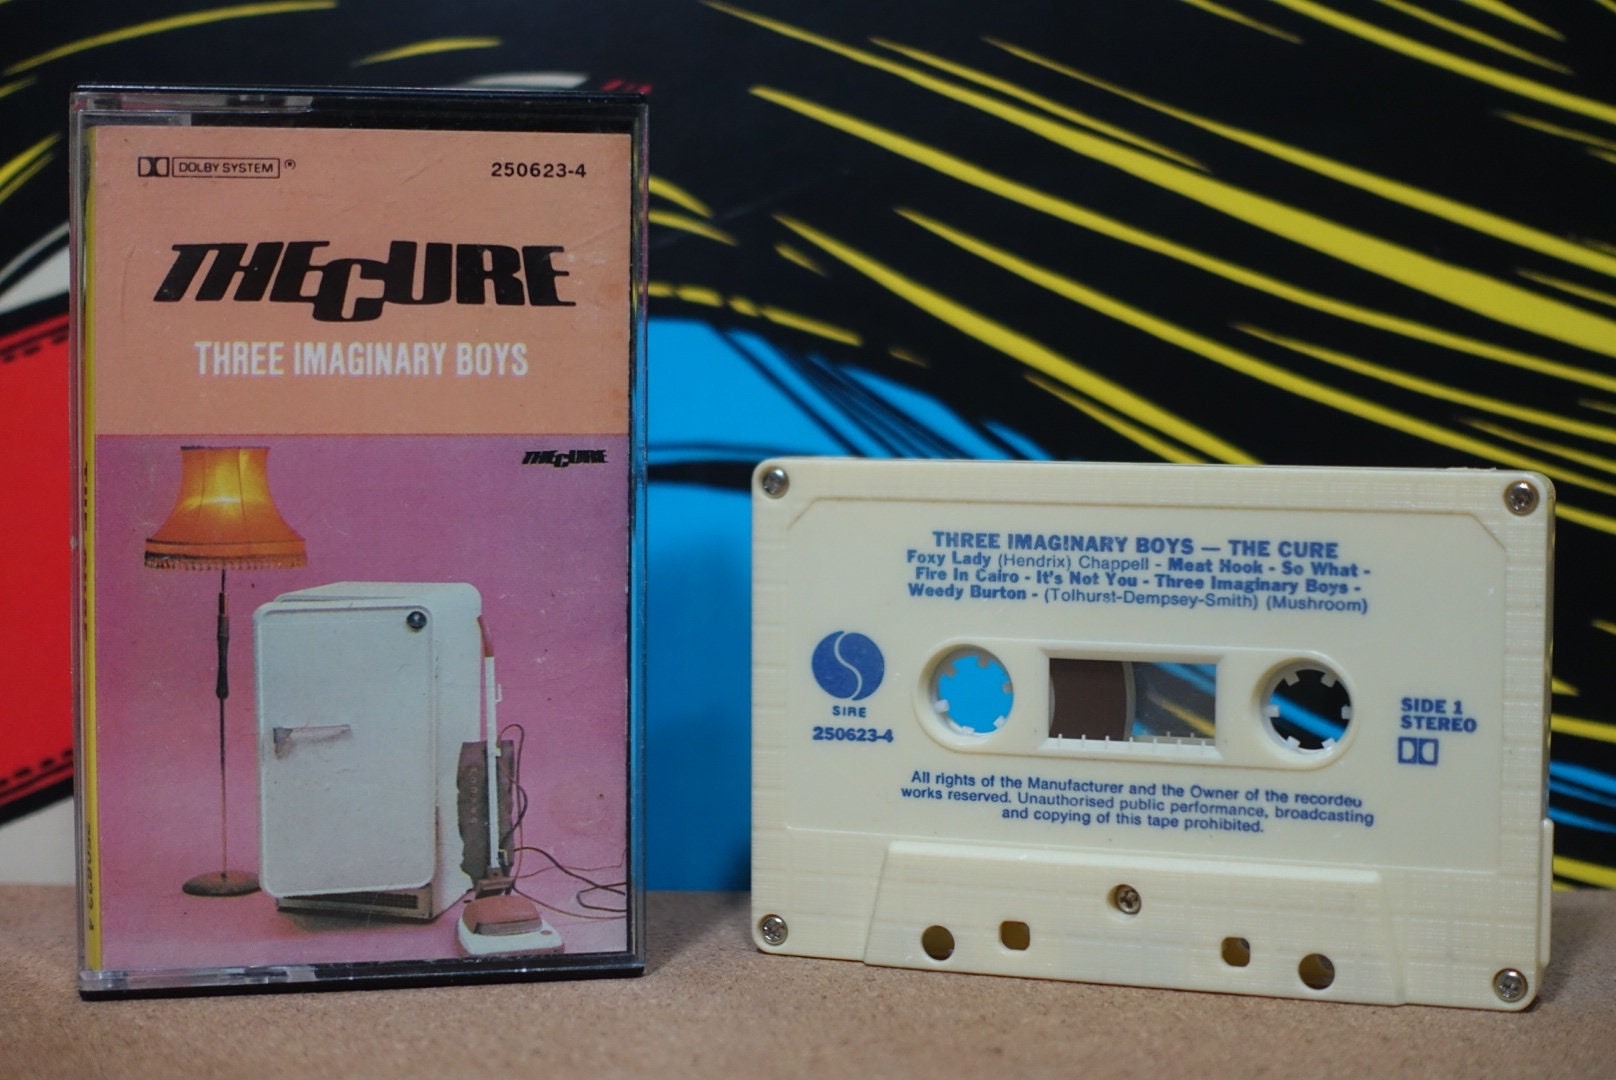 DOLBY SYSTEM ®
250623-4
THE CURE
THREE IMAGINARY BOYS
THE CURE
THREE IMAGINARY BOYS — THE CURE
Foxy Lady (Hendrix) Chappell - Meat Hook - So What -
Fire In Cairo - It's Not You - Three Imaginary Boys -
Weedy Burton - (Tolhurst-Dempsey-Smith) (Mushroom)
SIRE
250623-4
SIDE 1
STEREO
All rights of the Manufacturer and the Owner of the recorded
works reserved. Unauthorised public performance, broadcasting
and copying of this tape prohibited.